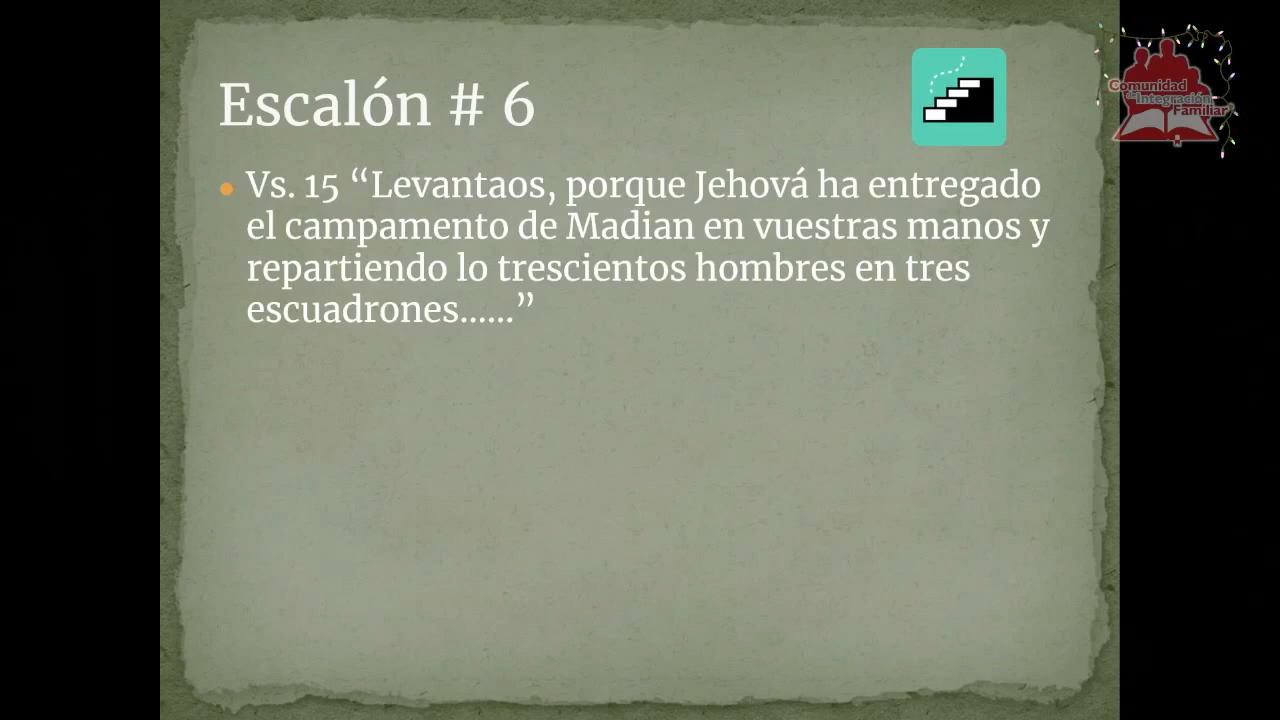 Escalón # 6
Vs. 15 “Levantaos, porque Jehová ha entregado
el campamento de Madian en vuestras manos y
repartiendo lo trescientos hombres en tres
escuadrones......”
Comunidad
de Integración
Familiar